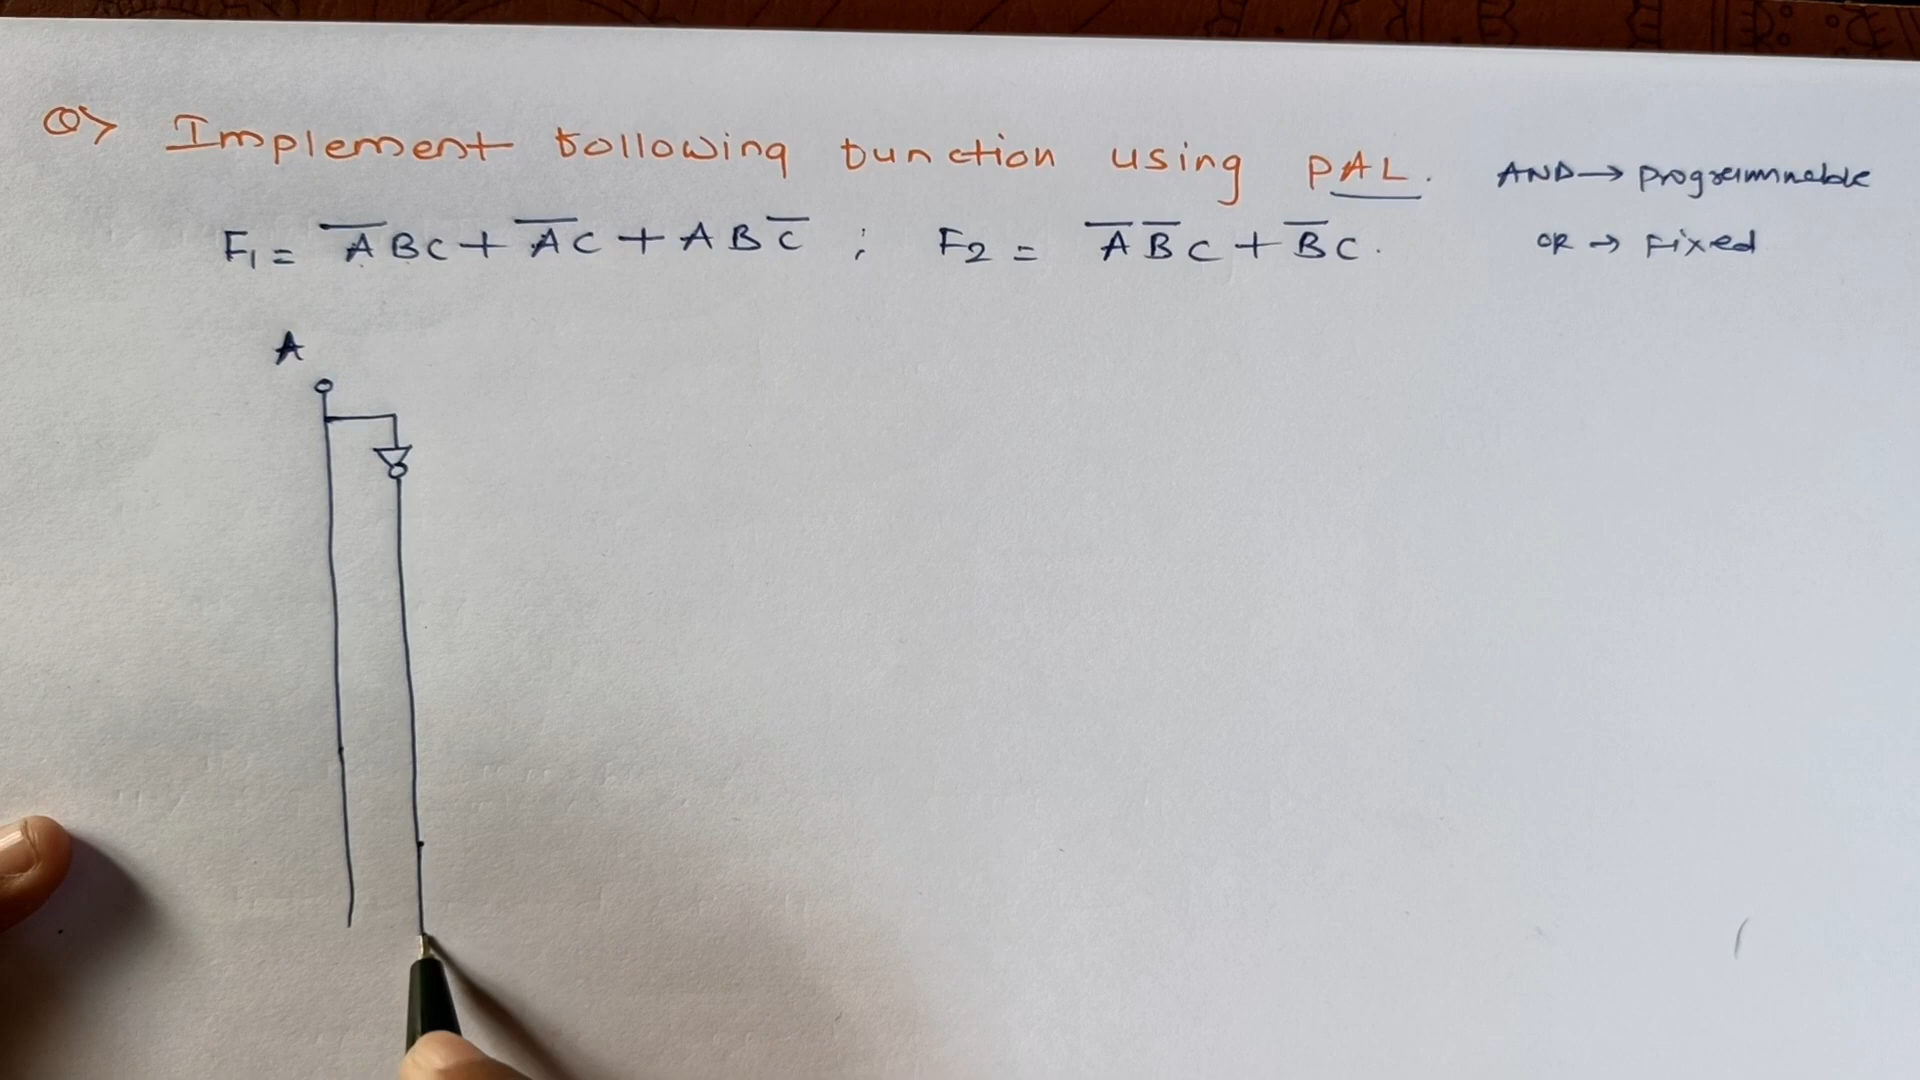 Q> Implement following function using PAL.
AND → programmable
F₁ = A̅BC + A̅C + ABC̅ ; F₂ = A̅B̅C + B̅C.
OR → Fixed
A